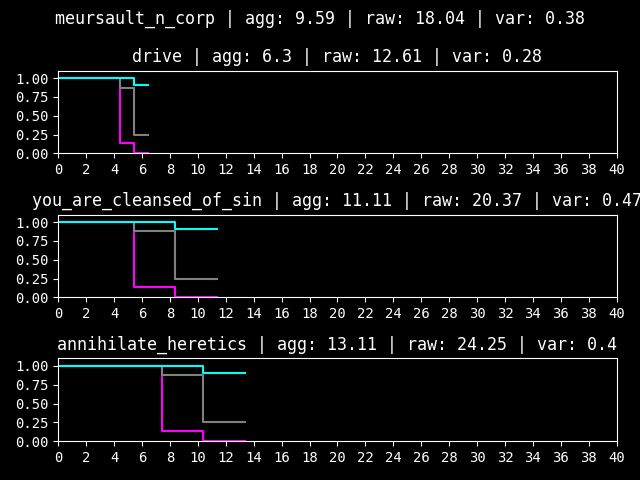 meursault_n_corp | agg: 9.59 | raw: 18.04 | var: 0.38
drive | agg: 6.3 | raw: 12.61 | var: 0.28
1.00
0.75
0.50
0.25
0.00
0 2 4 6 8 10 12 14 16 18 20 22 24 26 28 30 32 34 36 38 40
you_are_cleansed_of_sin | agg: 11.11 | raw: 20.37 | var: 0.47
1.00
0.75
0.50
0.25
0.00
0 2 4 6 8 10 12 14 16 18 20 22 24 26 28 30 32 34 36 38 40
annihilate_heretics | agg: 13.11 | raw: 24.25 | var: 0.4
1.00
0.75
0.50
0.25
0.00
0 2 4 6 8 10 12 14 16 18 20 22 24 26 28 30 32 34 36 38 40